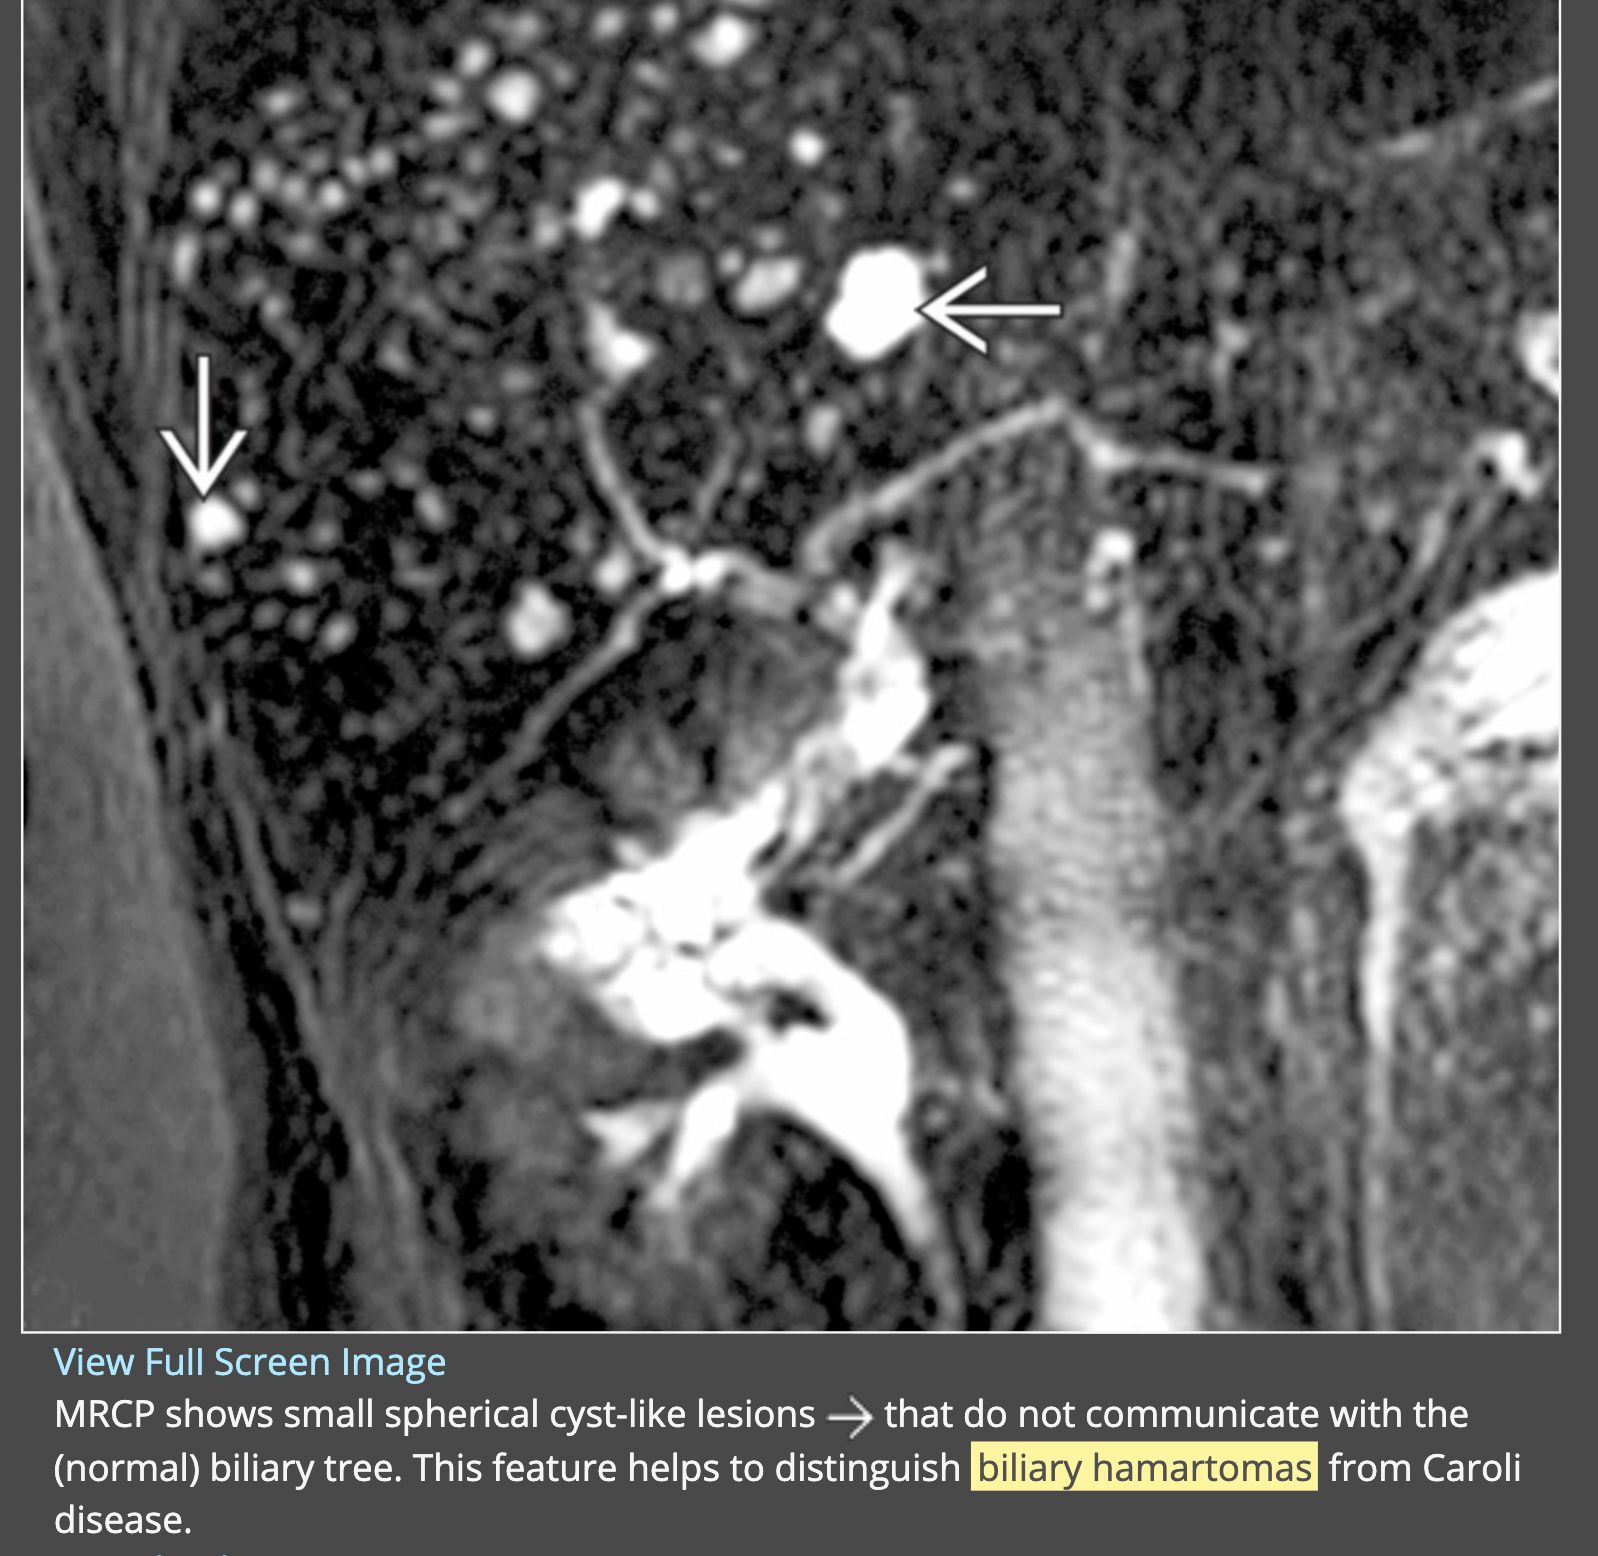 View Full Screen Image
MRCP shows small spherical cyst-like lesions → that do not communicate with the
(normal) biliary tree. This feature helps to distinguish biliary hamartomas from Caroli
disease.